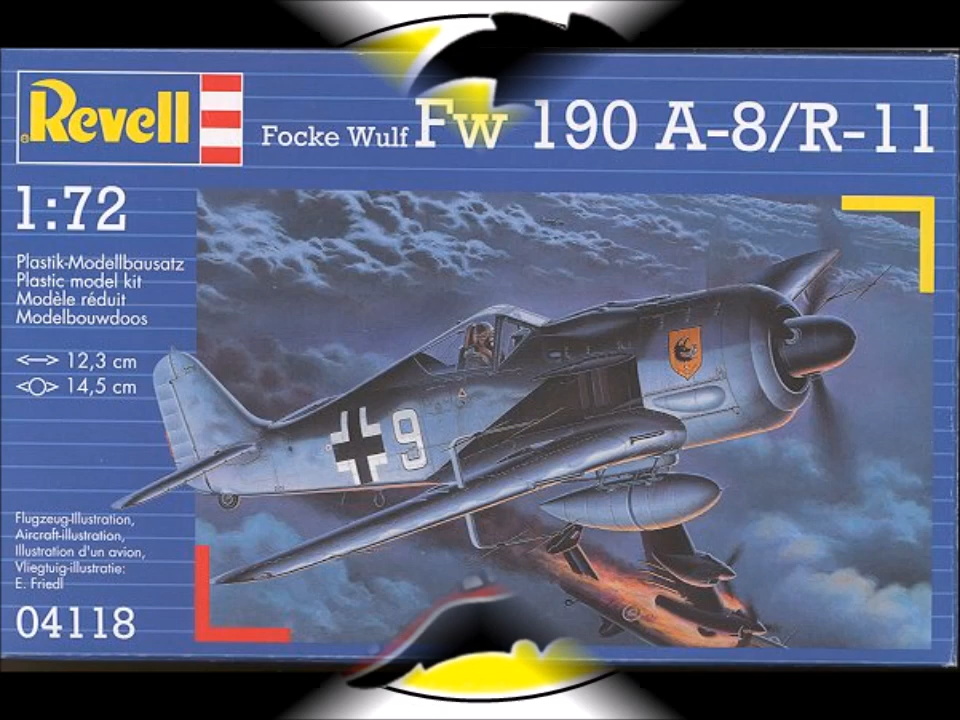 Revell
Focke Wulf Fw 190 A-8/R-11
1:72
Plastik-Modellbausatz
Plastic model kit
Modèle réduit
Modelbouwdoos
12,3 cm
14,5 cm
9
Flugzeug-Illustration,
Aircraft-illustration,
Illustration d'un avion,
Vliegtuig-illustratie:
E. Friedl
04118